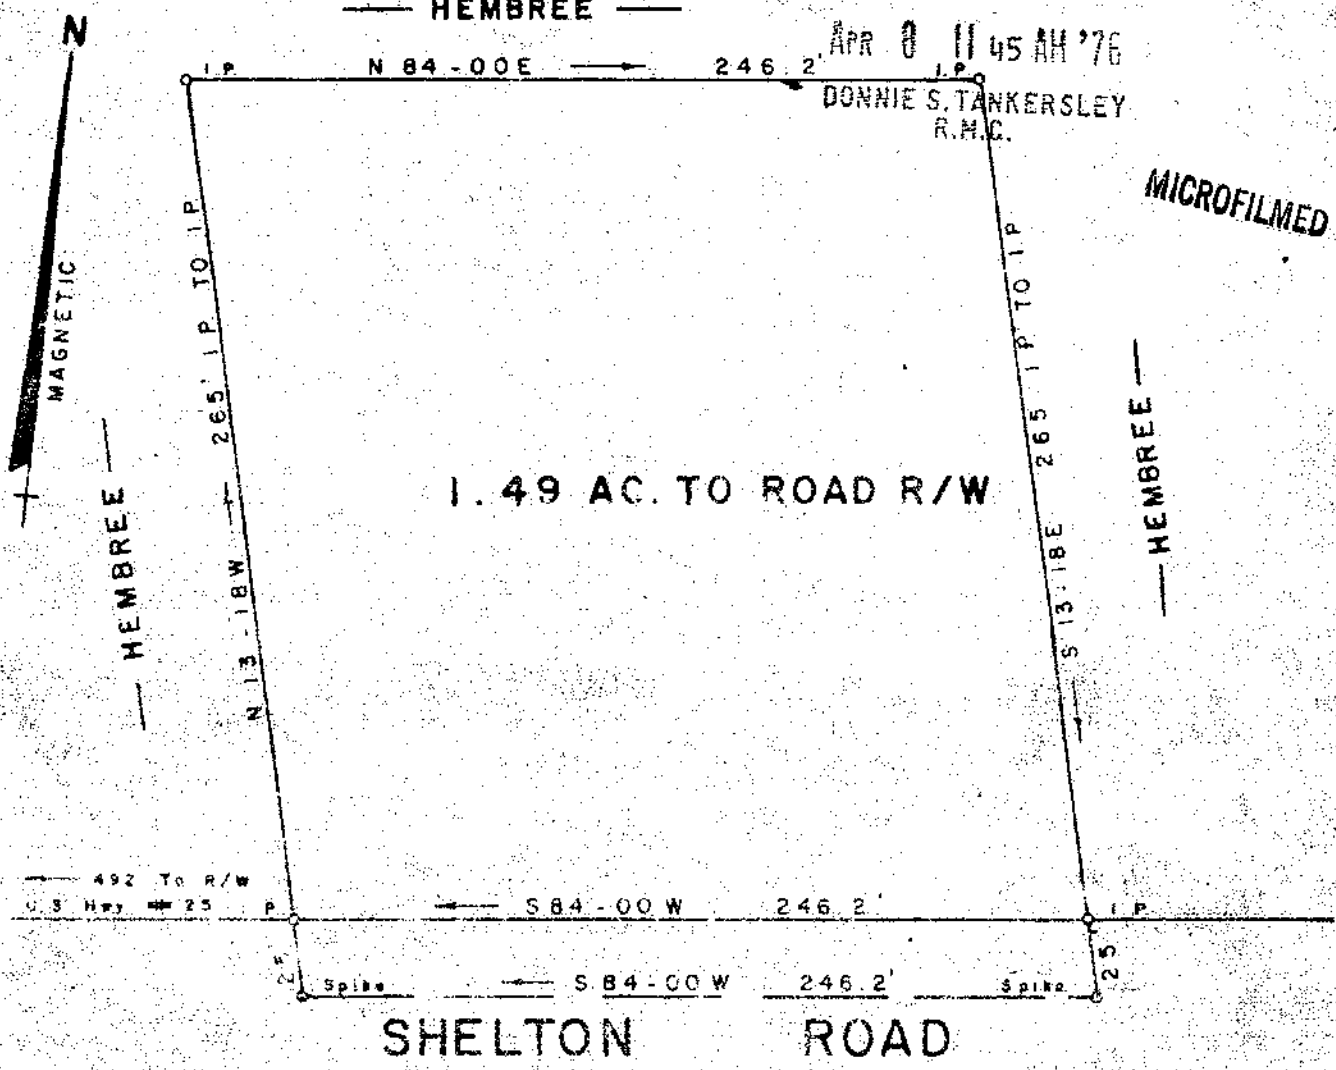 HEMBREE
N
APR 8 11 45 AM '76
I.P. N 84-00E 246.2' I.P.
DONNIE S. TANKERSLEY
R.M.C.
MICROFILMED
MAGNETIC
N 13-18W 265' I P TO I P
265 I P TO I P
S 13-18E
HEMBREE
HEMBREE
1.49 AC. TO ROAD R/W
492 To R/W
U.S Hwy # 25 P
S 84-00 W 246.2'
I P
25
Spike
S.84-00 W 246.2'
Spike
25
SHELTON ROAD